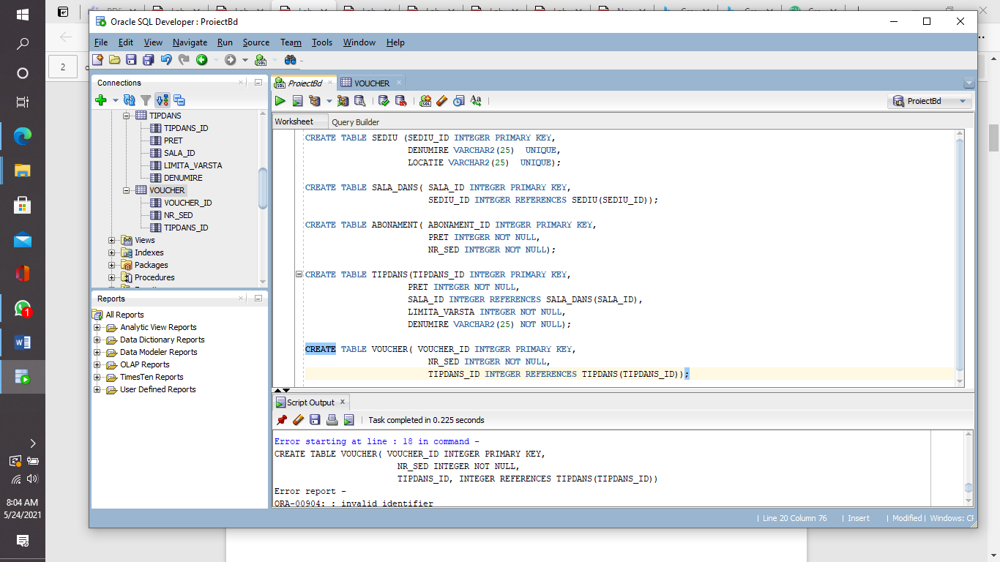 Oracle SQL Developer : ProiectBd
File Edit View Navigate Run Source Team Tools Window Help
2
Connections
ProiectBd
VOUCHER
ProiectBd
Worksheet
Query Builder
TIPDANS
TIPDANS_ID
PRET
SALA_ID
LIMITA_VARSTA
DENUMIRE
VOUCHER
VOUCHER_ID
NR_SED
TIPDANS_ID
Views
Indexes
Packages
Procedures
Reports
All Reports
Analytic View Reports
Data Dictionary Reports
Data Modeler Reports
OLAP Reports
TimesTen Reports
User Defined Reports
CREATE TABLE SEDIU (SEDIU_ID INTEGER PRIMARY KEY,
DENUMIRE VARCHAR2(25)  UNIQUE,
LOCATIE VARCHAR2(25)  UNIQUE);
CREATE TABLE SALA_DANS( SALA_ID INTEGER PRIMARY KEY,
SEDIU_ID INTEGER REFERENCES SEDIU(SEDIU_ID));
CREATE TABLE ABONAMENT( ABONAMENT_ID INTEGER PRIMARY KEY,
PRET INTEGER NOT NULL,
NR_SED INTEGER NOT NULL);
CREATE TABLE TIPDANS(TIPDANS_ID INTEGER PRIMARY KEY,
PRET INTEGER NOT NULL,
SALA_ID INTEGER REFERENCES SALA_DANS(SALA_ID),
LIMITA_VARSTA INTEGER NOT NULL,
DENUMIRE VARCHAR2(25) NOT NULL);
CREATE TABLE VOUCHER( VOUCHER_ID INTEGER PRIMARY KEY,
NR_SED INTEGER NOT NULL,
TIPDANS_ID INTEGER REFERENCES TIPDANS(TIPDANS_ID));
Script Output
Task completed in 0.225 seconds
Error starting at line : 18 in command -
CREATE TABLE VOUCHER( VOUCHER_ID INTEGER PRIMARY KEY,
NR_SED INTEGER NOT NULL,
TIPDANS_ID, INTEGER REFERENCES TIPDANS(TIPDANS_ID))
Error report -
ORA-00904: : invalid identifier
Line 20 Column 76
Insert
Modified
Windows:
1
8:04 AM
5/24/2021